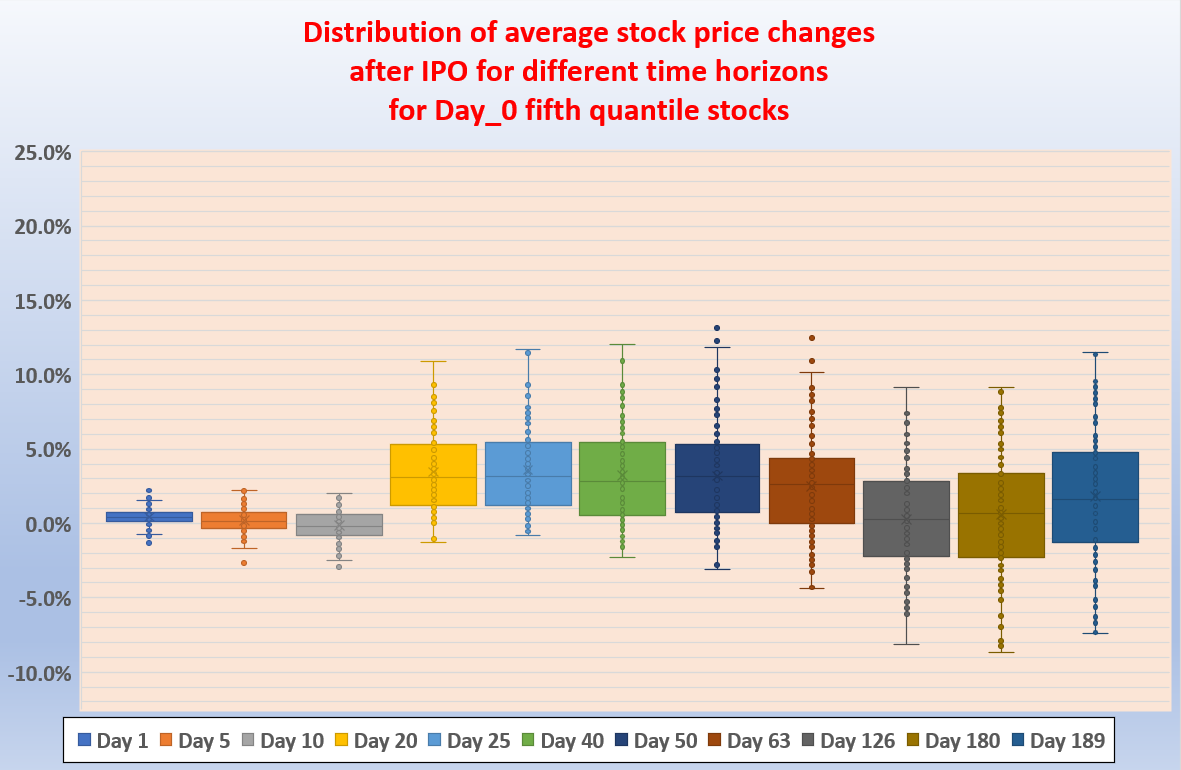 Distribution of average stock price changes
after IPO for different time horizons
for Day_0 fifth quantile stocks
25.0%
20.0%
15.0%
10.0%
5.0%
0.0%
-5.0%
-10.0%
Day 1 Day 5 Day 10 Day 20 Day 25 Day 40 Day 50 Day 63 Day 126 Day 180 Day 189